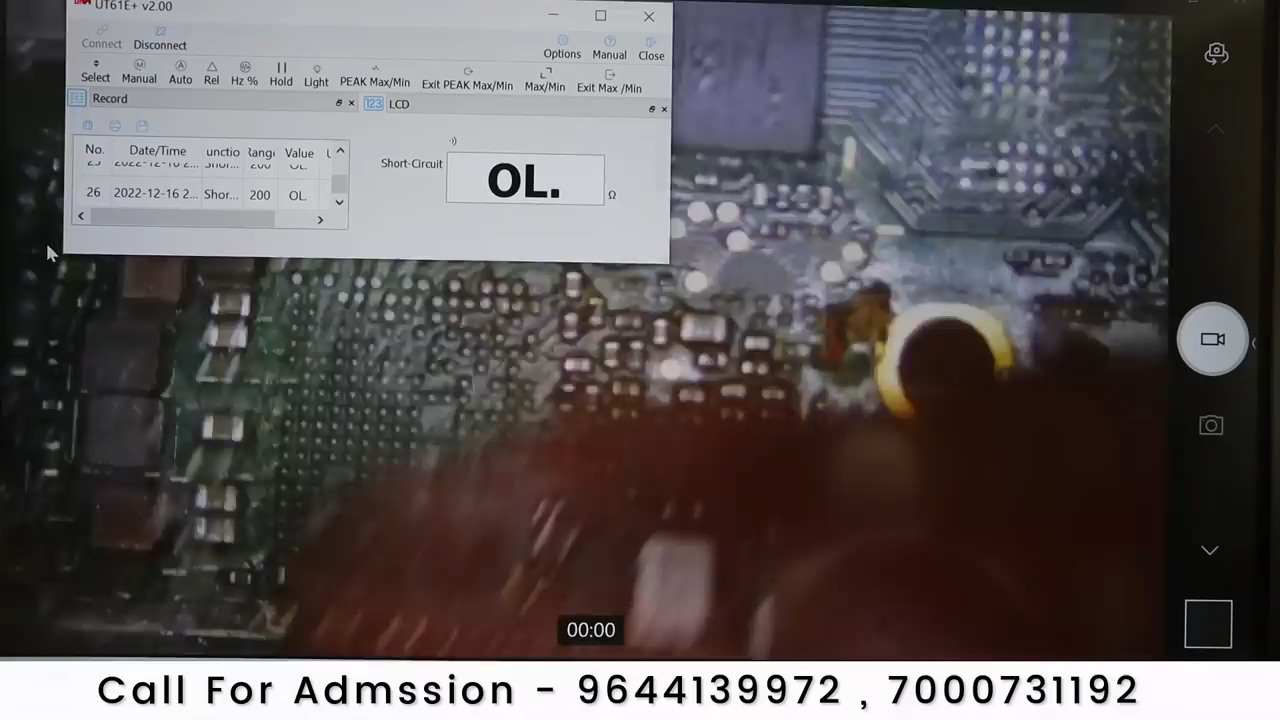 UT61E+ v2.00
Connect Disconnect
Options Manual Close
Select Manual Auto Rel Hz % Hold Light PEAK Max/Min Exit PEAK Max/Min Max/Min Exit Max /Min
Record
123 LCD
No. Date/Time unctio Range Value
26 2022-12-16 2... Shor... 200 OL
Short-Circuit
OL.
Ω
00:00
Call For Admssion - 9644139972 , 7000731192